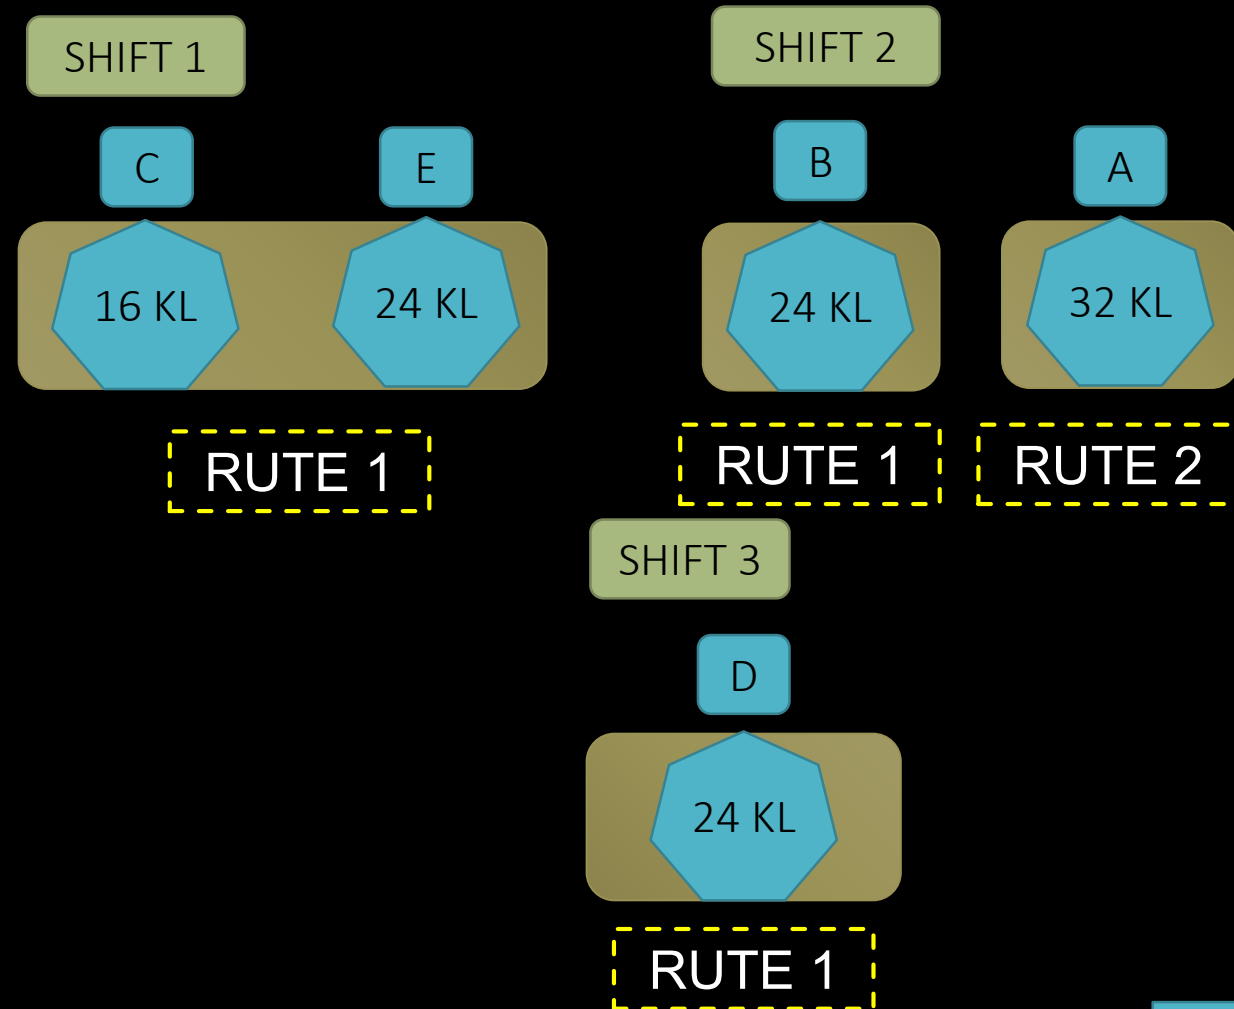 SHIFT 1
C
E
16 KL
24 KL
RUTE 1
SHIFT 2
B
A
24 KL
32 KL
RUTE 1
RUTE 2
SHIFT 3
D
24 KL
RUTE 1